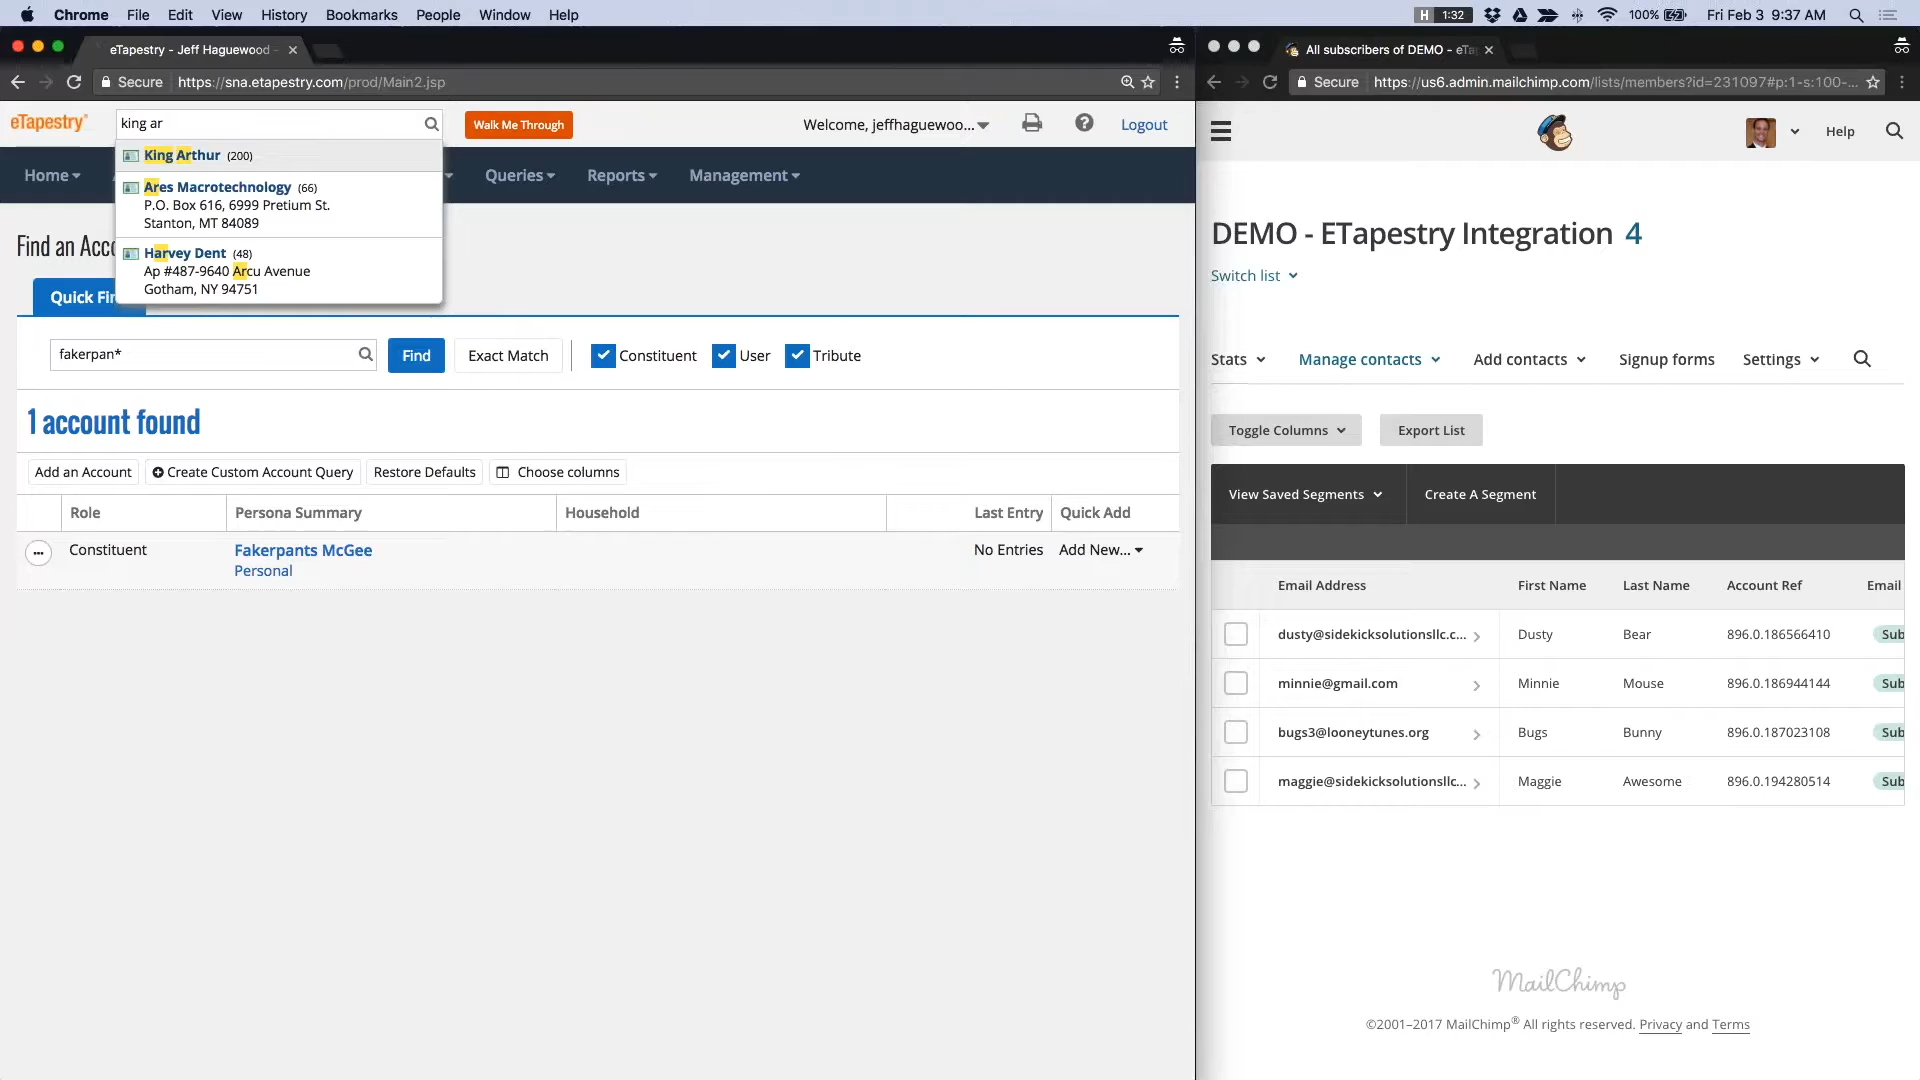 Chrome File Edit View History Bookmarks People Window Help
H 1:32 100% Fri Feb 3 9:37 AM
eTapestry - Jeff Haguewood -
Secure https://sna.etapestry.com/prod/Main2.jsp
eTapestry
king ar
Walk Me Through
Welcome, jeffhaguewoo...
Logout
King Arthur (200)
Ares Macrotechnology (66)
P.O. Box 616, 6999 Pretium St.
Stanton, MT 84089
Harvey Dent (48)
Ap #487-9640 Arcu Avenue
Gotham, NY 94751
Home Queries Reports Management
Find an Acco
Quick Fin
fakerpan*
Find Exact Match Constituent User Tribute
1 account found
Add an Account Create Custom Account Query Restore Defaults Choose columns
Role Persona Summary Household Last Entry Quick Add
Constituent Fakerpants McGee No Entries Add New...
Personal
All subscribers of DEMO - eTa
Secure https://us6.admin.mailchimp.com/lists/members?id=231097#p:1-s:100-...
Help
DEMO - ETapestry Integration 4
Switch list
Stats Manage contacts Add contacts Signup forms Settings
Toggle Columns Export List
View Saved Segments Create A Segment
Email Address First Name Last Name Account Ref Email
dusty@sidekicksolutionsllc.c... Dusty Bear 896.0.186566410 Sub
minnie@gmail.com Minnie Mouse 896.0.186944144 Sub
bugs3@looneytunes.org Bugs Bunny 896.0.187023108 Sub
maggie@sidekicksolutionsllc... Maggie Awesome 896.0.194280514 Sub
MailChimp
©2001–2017 MailChimp® All rights reserved. Privacy and Terms